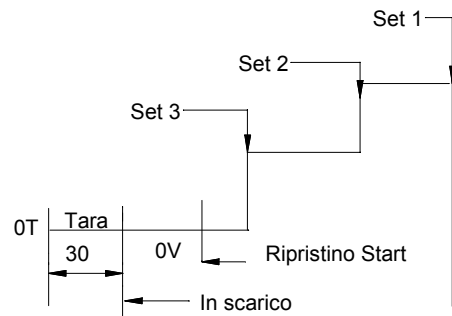 Set 1
Set 2
Set 3
0T
Tara
30
0V
Ripristino Start
In scarico